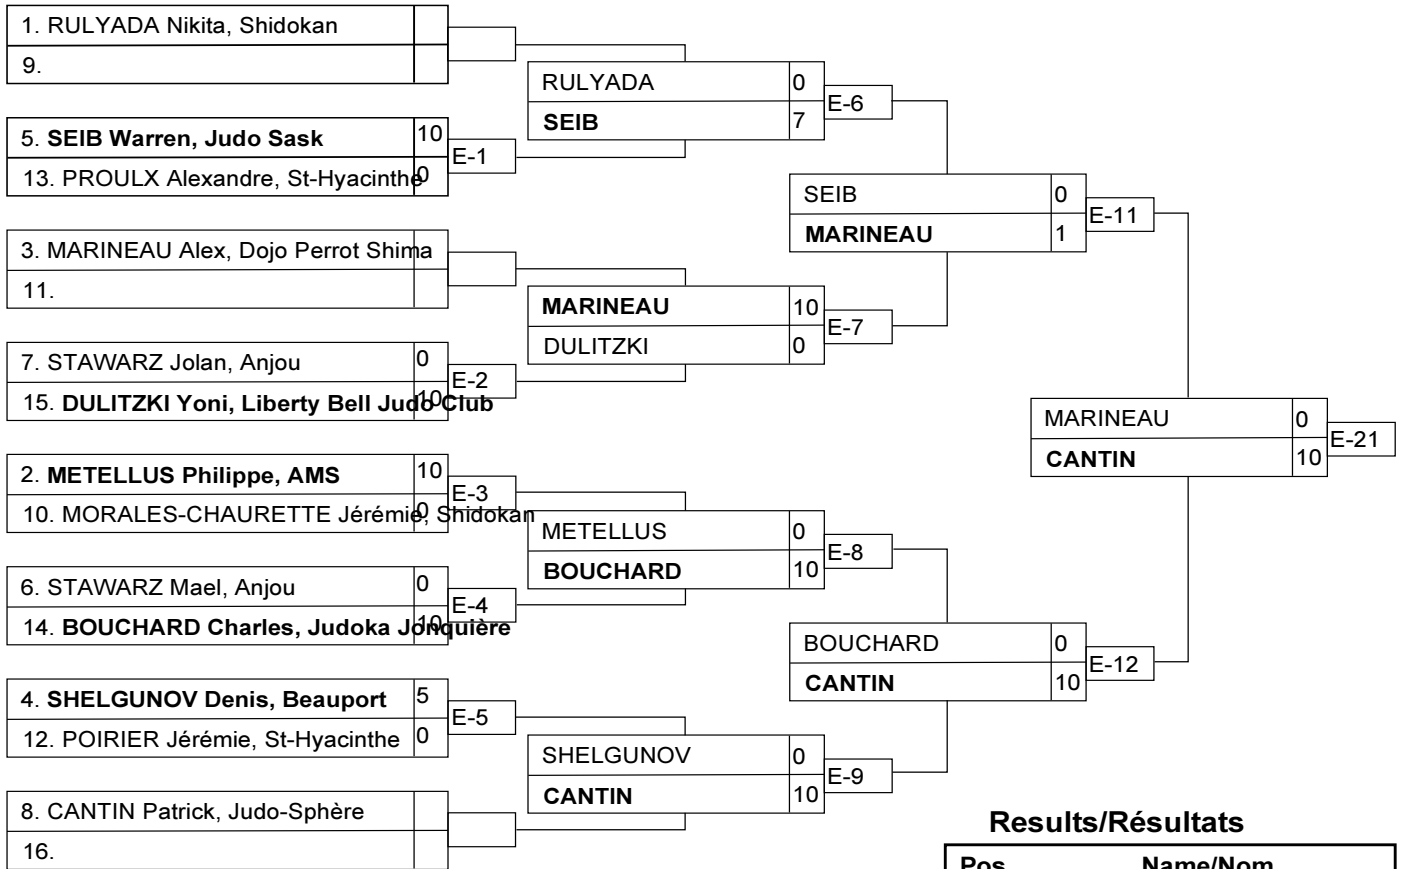 1. RULYADA Nikita, Shidokan
9.
5. SEIB Warren, Judo Sask 10
13. PROULX Alexandre, St-Hyacinthe 0
E-1
3. MARINEAU Alex, Dojo Perrot Shima
11.
7. STAWARZ Jolan, Anjou 0
15. DULITZKI Yoni, Liberty Bell Judo Club 10
E-2
2. METELLUS Philippe, AMS 10
10. MORALES-CHAURETTE Jérémie, Shidokan 0
E-3
6. STAWARZ Mael, Anjou 0
14. BOUCHARD Charles, Judoka Jonquière 10
E-4
4. SHELGUNOV Denis, Beauport 5
12. POIRIER Jérémie, St-Hyacinthe 0
E-5
8. CANTIN Patrick, Judo-Sphère
16.
RULYADA 0
SEIB 7
E-6
MARINEAU 10
DULITZKI 0
E-7
METELLUS 0
BOUCHARD 10
E-8
SHELGUNOV 0
CANTIN 10
E-9
SEIB 0
MARINEAU 1
E-11
BOUCHARD 0
CANTIN 10
E-12
MARINEAU 0
CANTIN 10
E-21
Results/Résultats
Pos Name/Nom